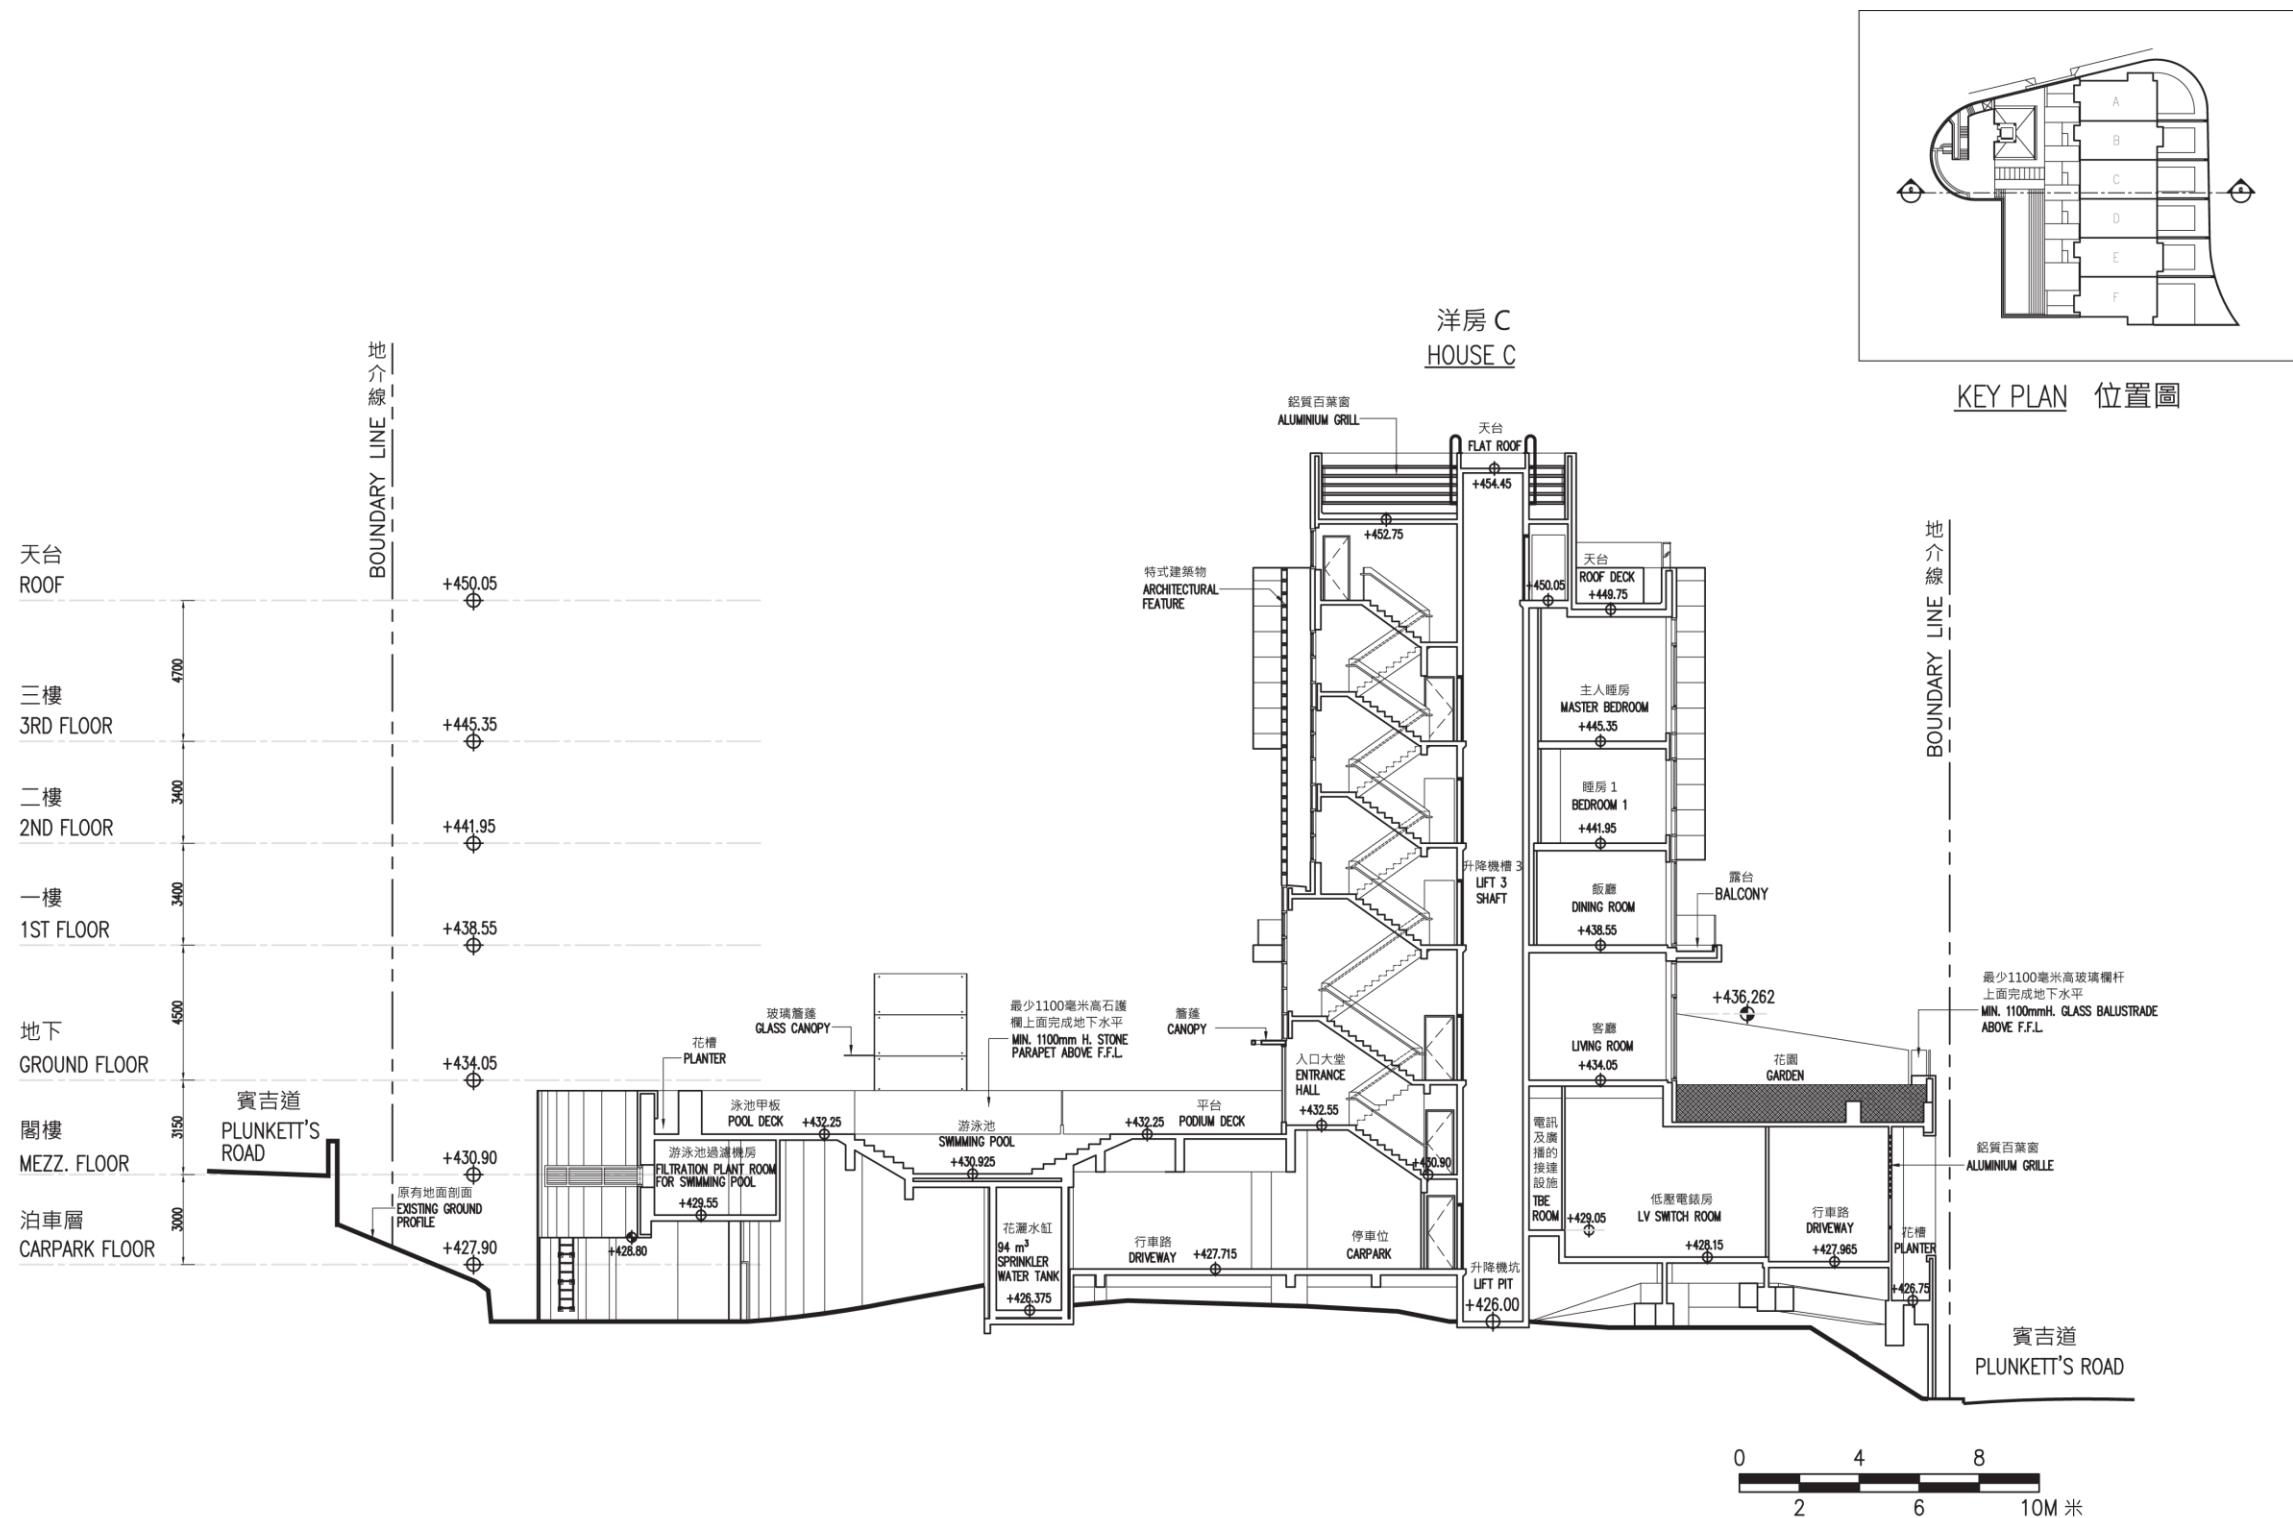 A
B
C
D
E
F
KEY PLAN 位置圖
洋房 C
HOUSE C
地介線 BOUNDARY LINE
天台
ROOF
+450.05
4700
三樓
3RD FLOOR
+445.35
3400
二樓
2ND FLOOR
+441.95
3400
一樓
1ST FLOOR
+438.55
4500
地下
GROUND FLOOR
+434.05
3150
閣樓
MEZZ. FLOOR
+430.90
3000
泊車層
CARPARK FLOOR
+427.90
賓吉道
PLUNKETT'S
ROAD
原有地面剖面
EXISTING GROUND
PROFILE
花槽
PLANTER
泳池甲板
POOL DECK
+432.25
游泳池過濾機房
FILTRATION PLANT ROOM
FOR SWIMMING POOL
+429.55
+428.80
玻璃簷蓬
GLASS CANOPY
最少1100毫米高石護
欄上面完成地下水平
MIN. 1100mm H. STONE
PARAPET ABOVE F.F.L.
游泳池
SWIMMING POOL
+430.925
花灑水缸
94 m³
SPRINKLER
WATER TANK
+426.375
平台
PODIUM DECK
+432.25
行車路
DRIVEWAY
+427.715
停車位
CARPARK
簷蓬
CANOPY
入口大堂
ENTRANCE
HALL
+432.55
+430.90
特式建築物
ARCHITECTURAL
FEATURE
鋁質百葉窗
ALUMINIUM GRILL
天台
FLAT ROOF
+454.45
+452.75
+450.05
天台
ROOF DECK
+449.75
主人睡房
MASTER BEDROOM
+445.35
睡房 1
BEDROOM 1
+441.95
升降機槽 3
LIFT 3
SHAFT
飯廳
DINING ROOM
+438.55
露台
BALCONY
客廳
LIVING ROOM
+434.05
+436.262
花園
GARDEN
電訊
及廣
播的
接達
設施
TBE
ROOM
+429.05
低壓電錶房
LV SWITCH ROOM
+428.15
行車路
DRIVEWAY
+427.965
花槽
PLANTER
+426.75
升降機坑
LIFT PIT
+426.00
地介線 BOUNDARY LINE
最少1100毫米高玻璃欄杆
上面完成地下水平
MIN. 1100mmH. GLASS BALUSTRADE
ABOVE F.F.L.
鋁質百葉窗
ALUMINIUM GRILLE
賓吉道
PLUNKETT'S ROAD
0 4 8
2 6 10M 米